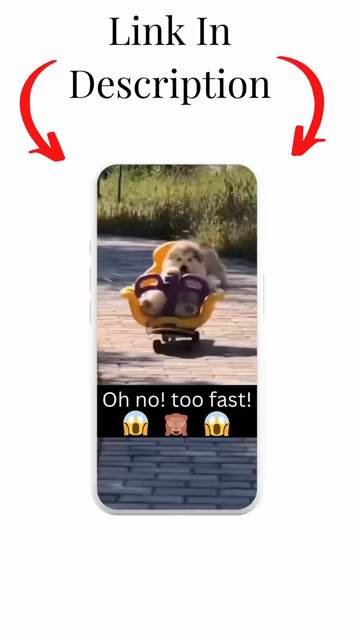 Link In
Description
Oh no! too fast!
😱 🙈 😱